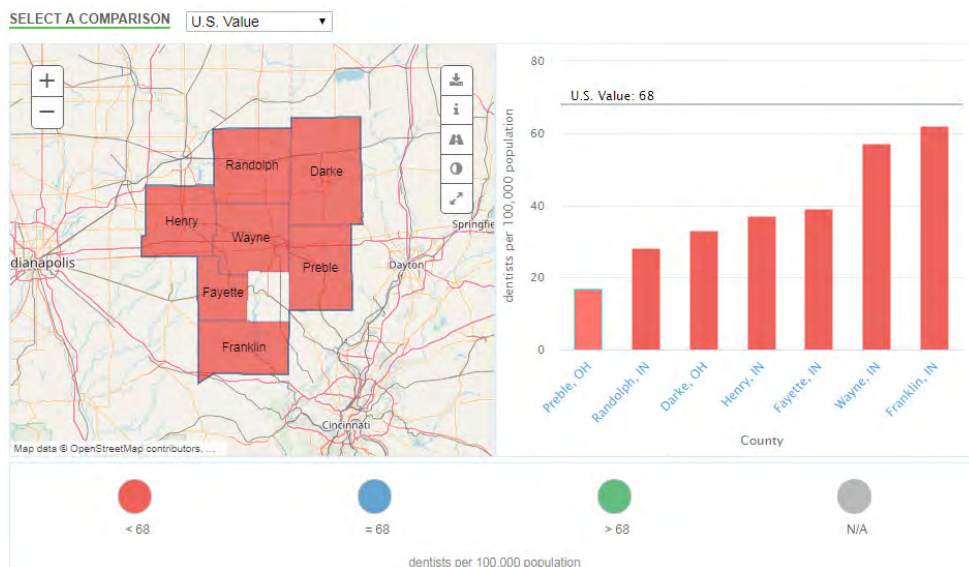 SELECT A COMPARISON
U.S. Value
+
−
Randolph
Darke
Henry
Wayne
Preble
Fayette
Franklin
dianapolis
Springfie
Dayton
Cincinnati
Map data © OpenStreetMap contributors, ...
80
60
40
20
0
U.S. Value: 68
dentists per 100,000 population
Preble, OH
Randolph, IN
Darke, OH
Henry, IN
Fayette, IN
Wayne, IN
Franklin, IN
County
< 68
= 68
> 68
N/A
dentists per 100,000 population